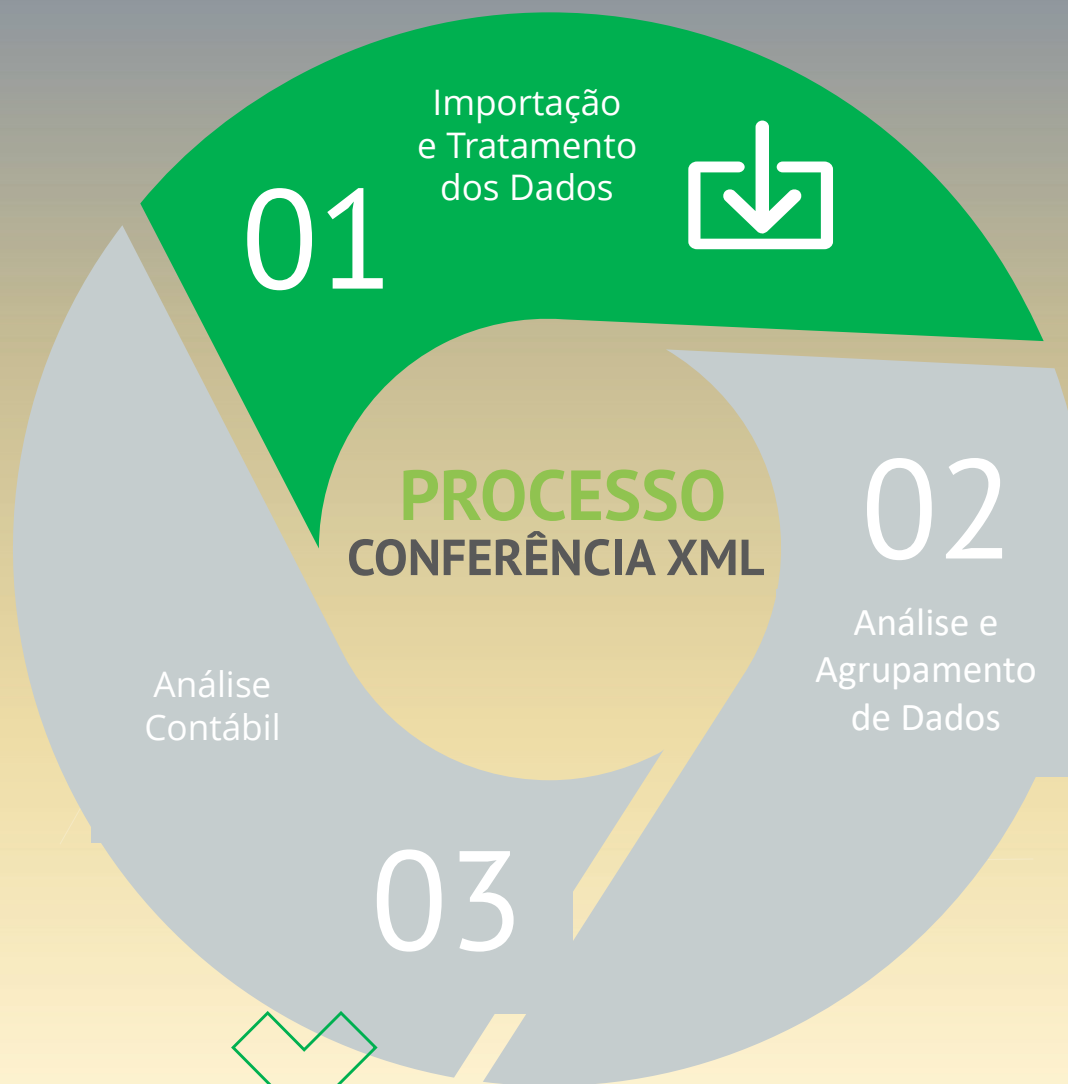 01
Importação
e Tratamento
dos Dados
PROCESSO
CONFERÊNCIA XML
02
Análise e
Agrupamento
de Dados
Análise
Contábil
03